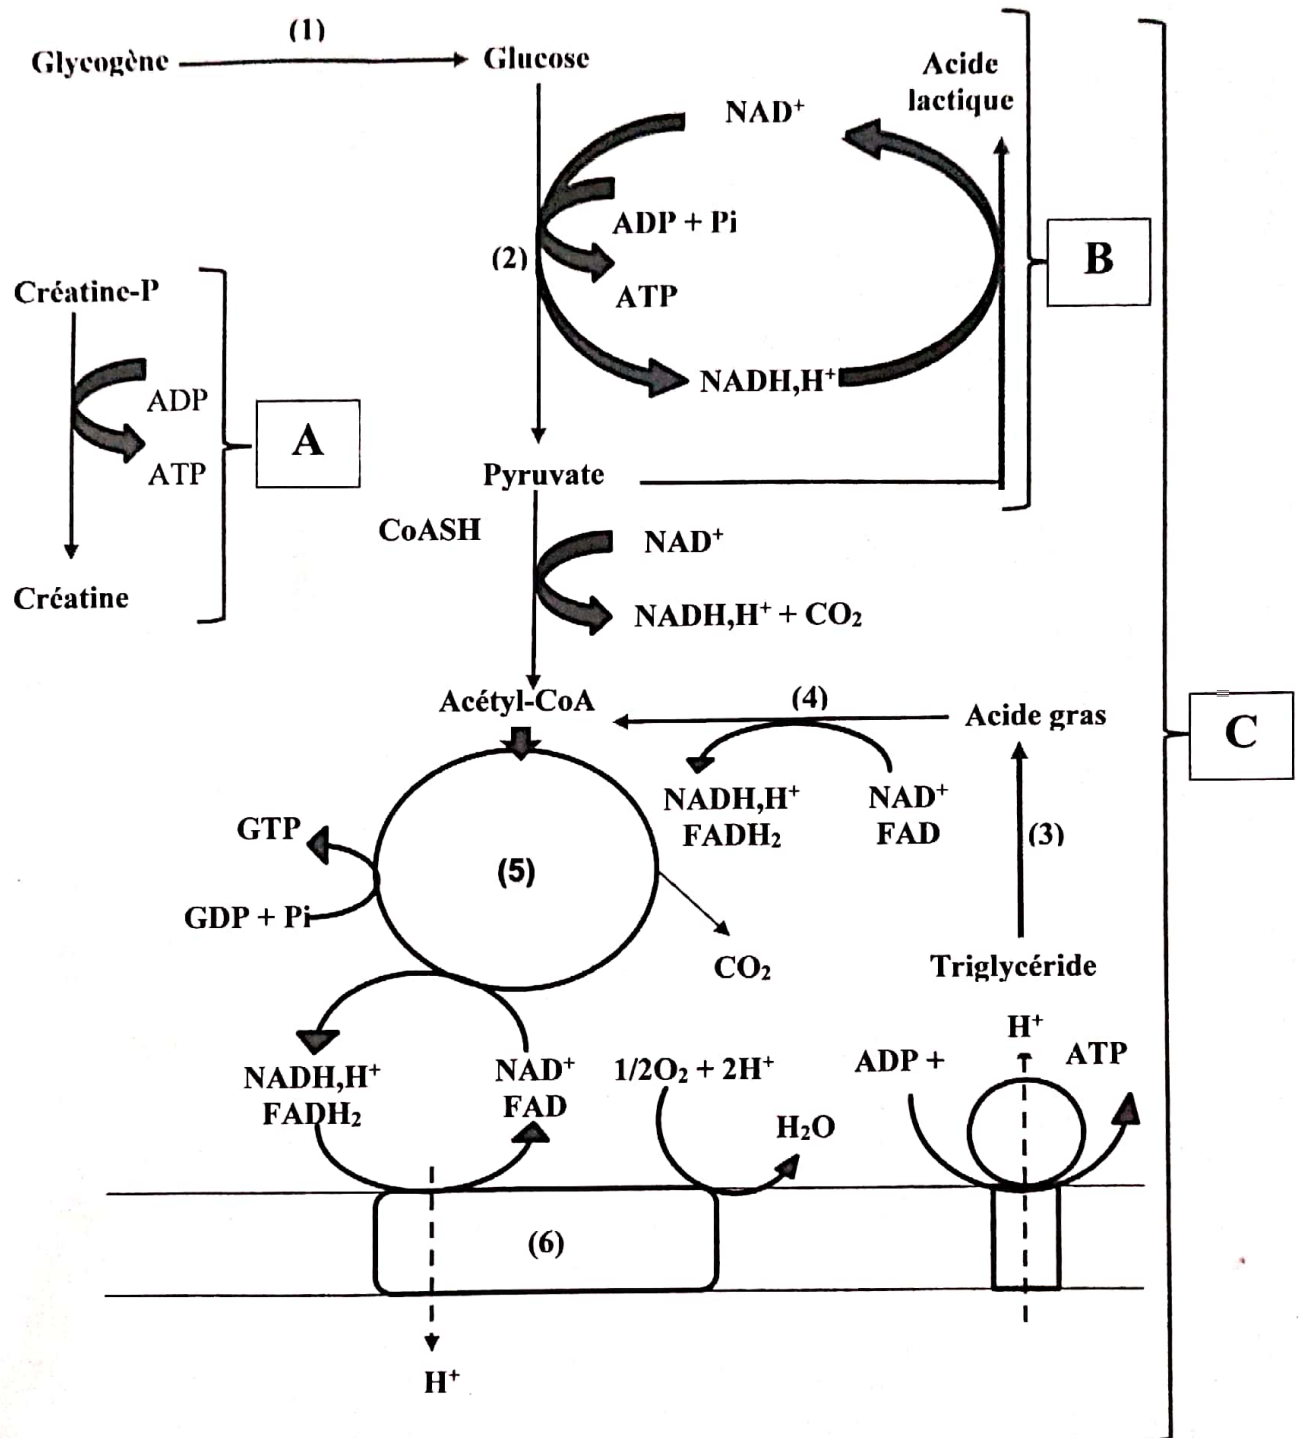 (1)
Glycogène
Glucose
Acide
lactique
NAD⁺
ADP + Pi
(2)
ATP
B
NADH,H⁺
Créatine-P
ADP
ATP
A
Créatine
Pyruvate
CoASH
NAD⁺
NADH,H⁺ + CO₂
Acétyl-CoA
(4)
Acide gras
C
NADH,H⁺
FADH₂
NAD⁺
FAD
(3)
GTP
(5)
GDP + Pi
CO₂
Triglycéride
NADH,H⁺
FADH₂
NAD⁺
FAD
1/2O₂ + 2H⁺
H₂O
ADP +
H⁺
ATP
(6)
H⁺